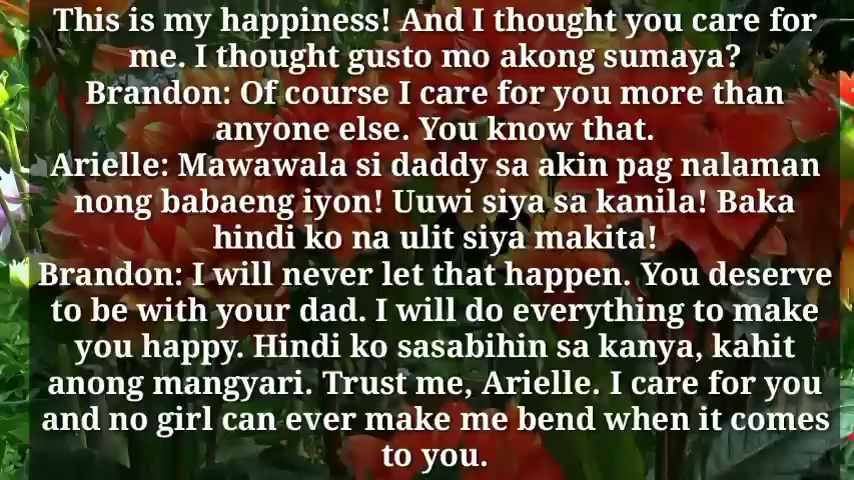 This is my happiness! And I thought you care for
me. I thought gusto mo akong sumaya?
Brandon: Of course I care for you more than
anyone else. You know that.
Arielle: Mawawala si daddy sa akin pag nalaman
nong babaeng iyon! Uuwi siya sa kanila! Baka
hindi ko na ulit siya makita!
Brandon: I will never let that happen. You deserve
to be with your dad. I will do everything to make
you happy. Hindi ko sasabihin sa kanya, kahit
anong mangyari. Trust me, Arielle. I care for you
and no girl can ever make me bend when it comes
to you.